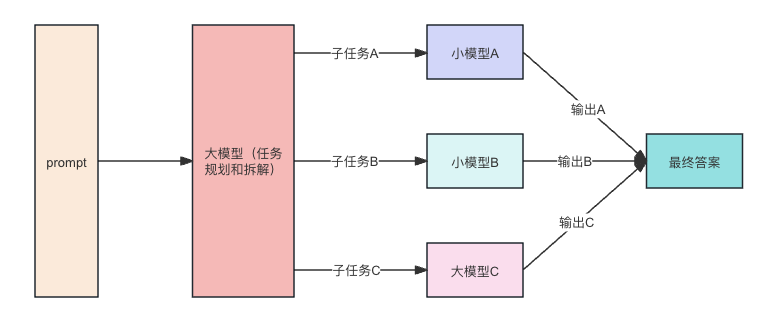 prompt
大模型（任务
规划和拆解）
子任务A
小模型A
输出A
子任务B
小模型B
输出B
最终答案
子任务C
大模型C
输出C